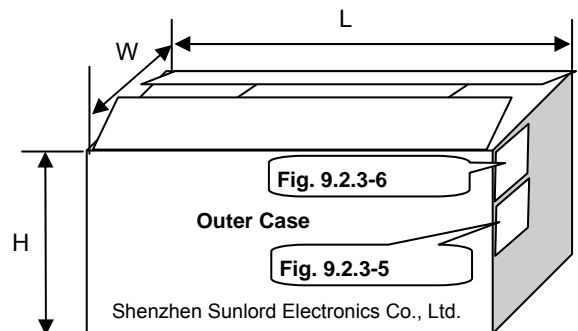 L
W
Fig. 9.2.3-6
Outer Case
H
Fig. 9.2.3-5
Shenzhen Sunlord Electronics Co., Ltd.